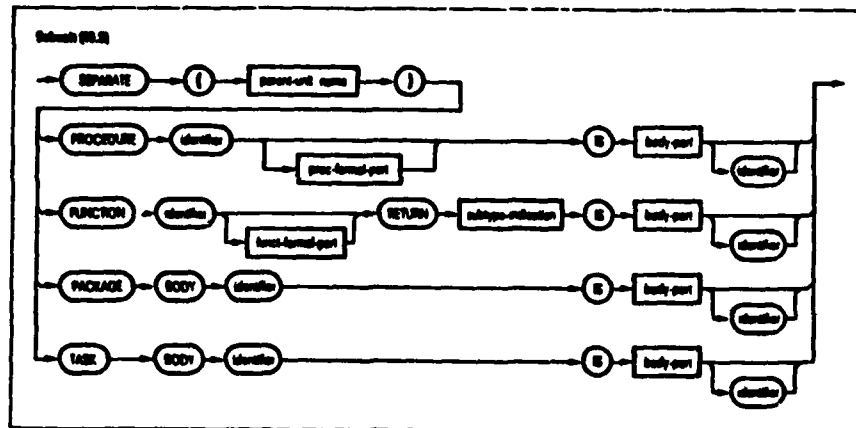 Subunit (10.2)
SEPARATE ( parent-unit name )
PROCEDURE identifier proc-formal-part IS body-part identifier
FUNCTION identifier funct-formal-part RETURN subtype-indication IS body-part identifier
PACKAGE BODY identifier IS body-part identifier
TASK BODY identifier IS body-part identifier